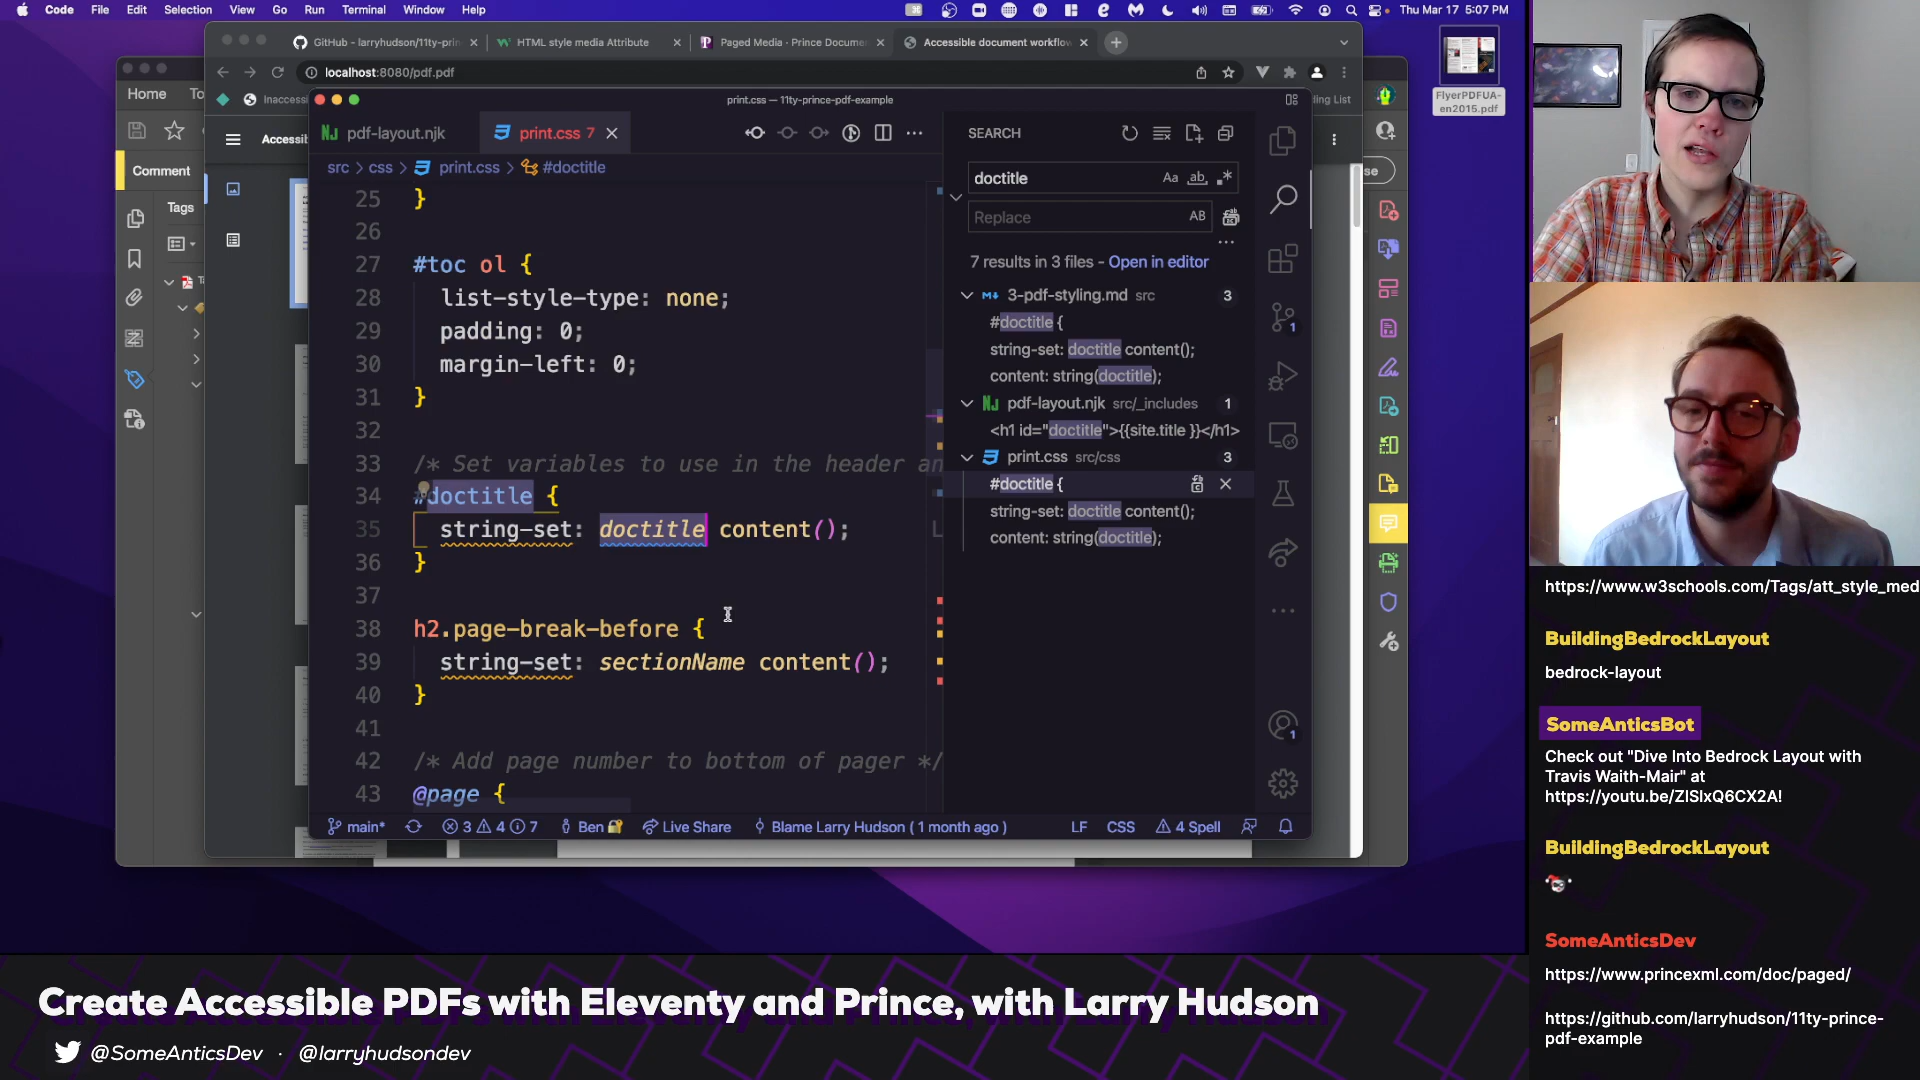 Code File Edit Selection View Go Run Terminal Window Help
Thu Mar 17 5:07 PM
GitHub - larryhudson/11ty-prin
HTML style media Attribute
Paged Media - Prince Documen
Accessible document workflow
localhost:8080/pdf.pdf
Home To
Inaccess
print.css — 11ty-prince-pdf-example
ing List
FlyerPDFUA-
en2015.pdf
Accessib
Comment
Tags
pdf-layout.njk
print.css 7
src > css > print.css > #doctitle
25 }
26
27 #toc ol {
28 list-style-type: none;
29 padding: 0;
30 margin-left: 0;
31 }
32
33 /* Set variables to use in the header an
34 #doctitle {
35 string-set: doctitle content();
36 }
37
38 h2.page-break-before {
39 string-set: sectionName content();
40 }
41
42 /* Add page number to bottom of pager */
43 @page {
SEARCH
doctitle
Aa ab
Replace
AB
7 results in 3 files - Open in editor
3-pdf-styling.md src 3
#doctitle {
string-set: doctitle content();
content: string(doctitle);
pdf-layout.njk src/_includes 1
<h1 id="doctitle">{{site.title }}</h1>
print.css src/css 3
#doctitle {
string-set: doctitle content();
content: string(doctitle);
1
1
se
main* 3 4 7 Ben Live Share Blame Larry Hudson ( 1 month ago ) LF CSS 4 Spell
https://www.w3schools.com/Tags/att_style_med
BuildingBedrockLayout
bedrock-layout
SomeAnticsBot
Check out "Dive Into Bedrock Layout with
Travis Waith-Mair" at
https://youtu.be/ZISIxQ6CX2A!
BuildingBedrockLayout
SomeAnticsDev
https://www.princexml.com/doc/paged/
https://github.com/larryhudson/11ty-prince-
pdf-example
Create Accessible PDFs with Eleventy and Prince, with Larry Hudson
@SomeAnticsDev · @larryhudsondev